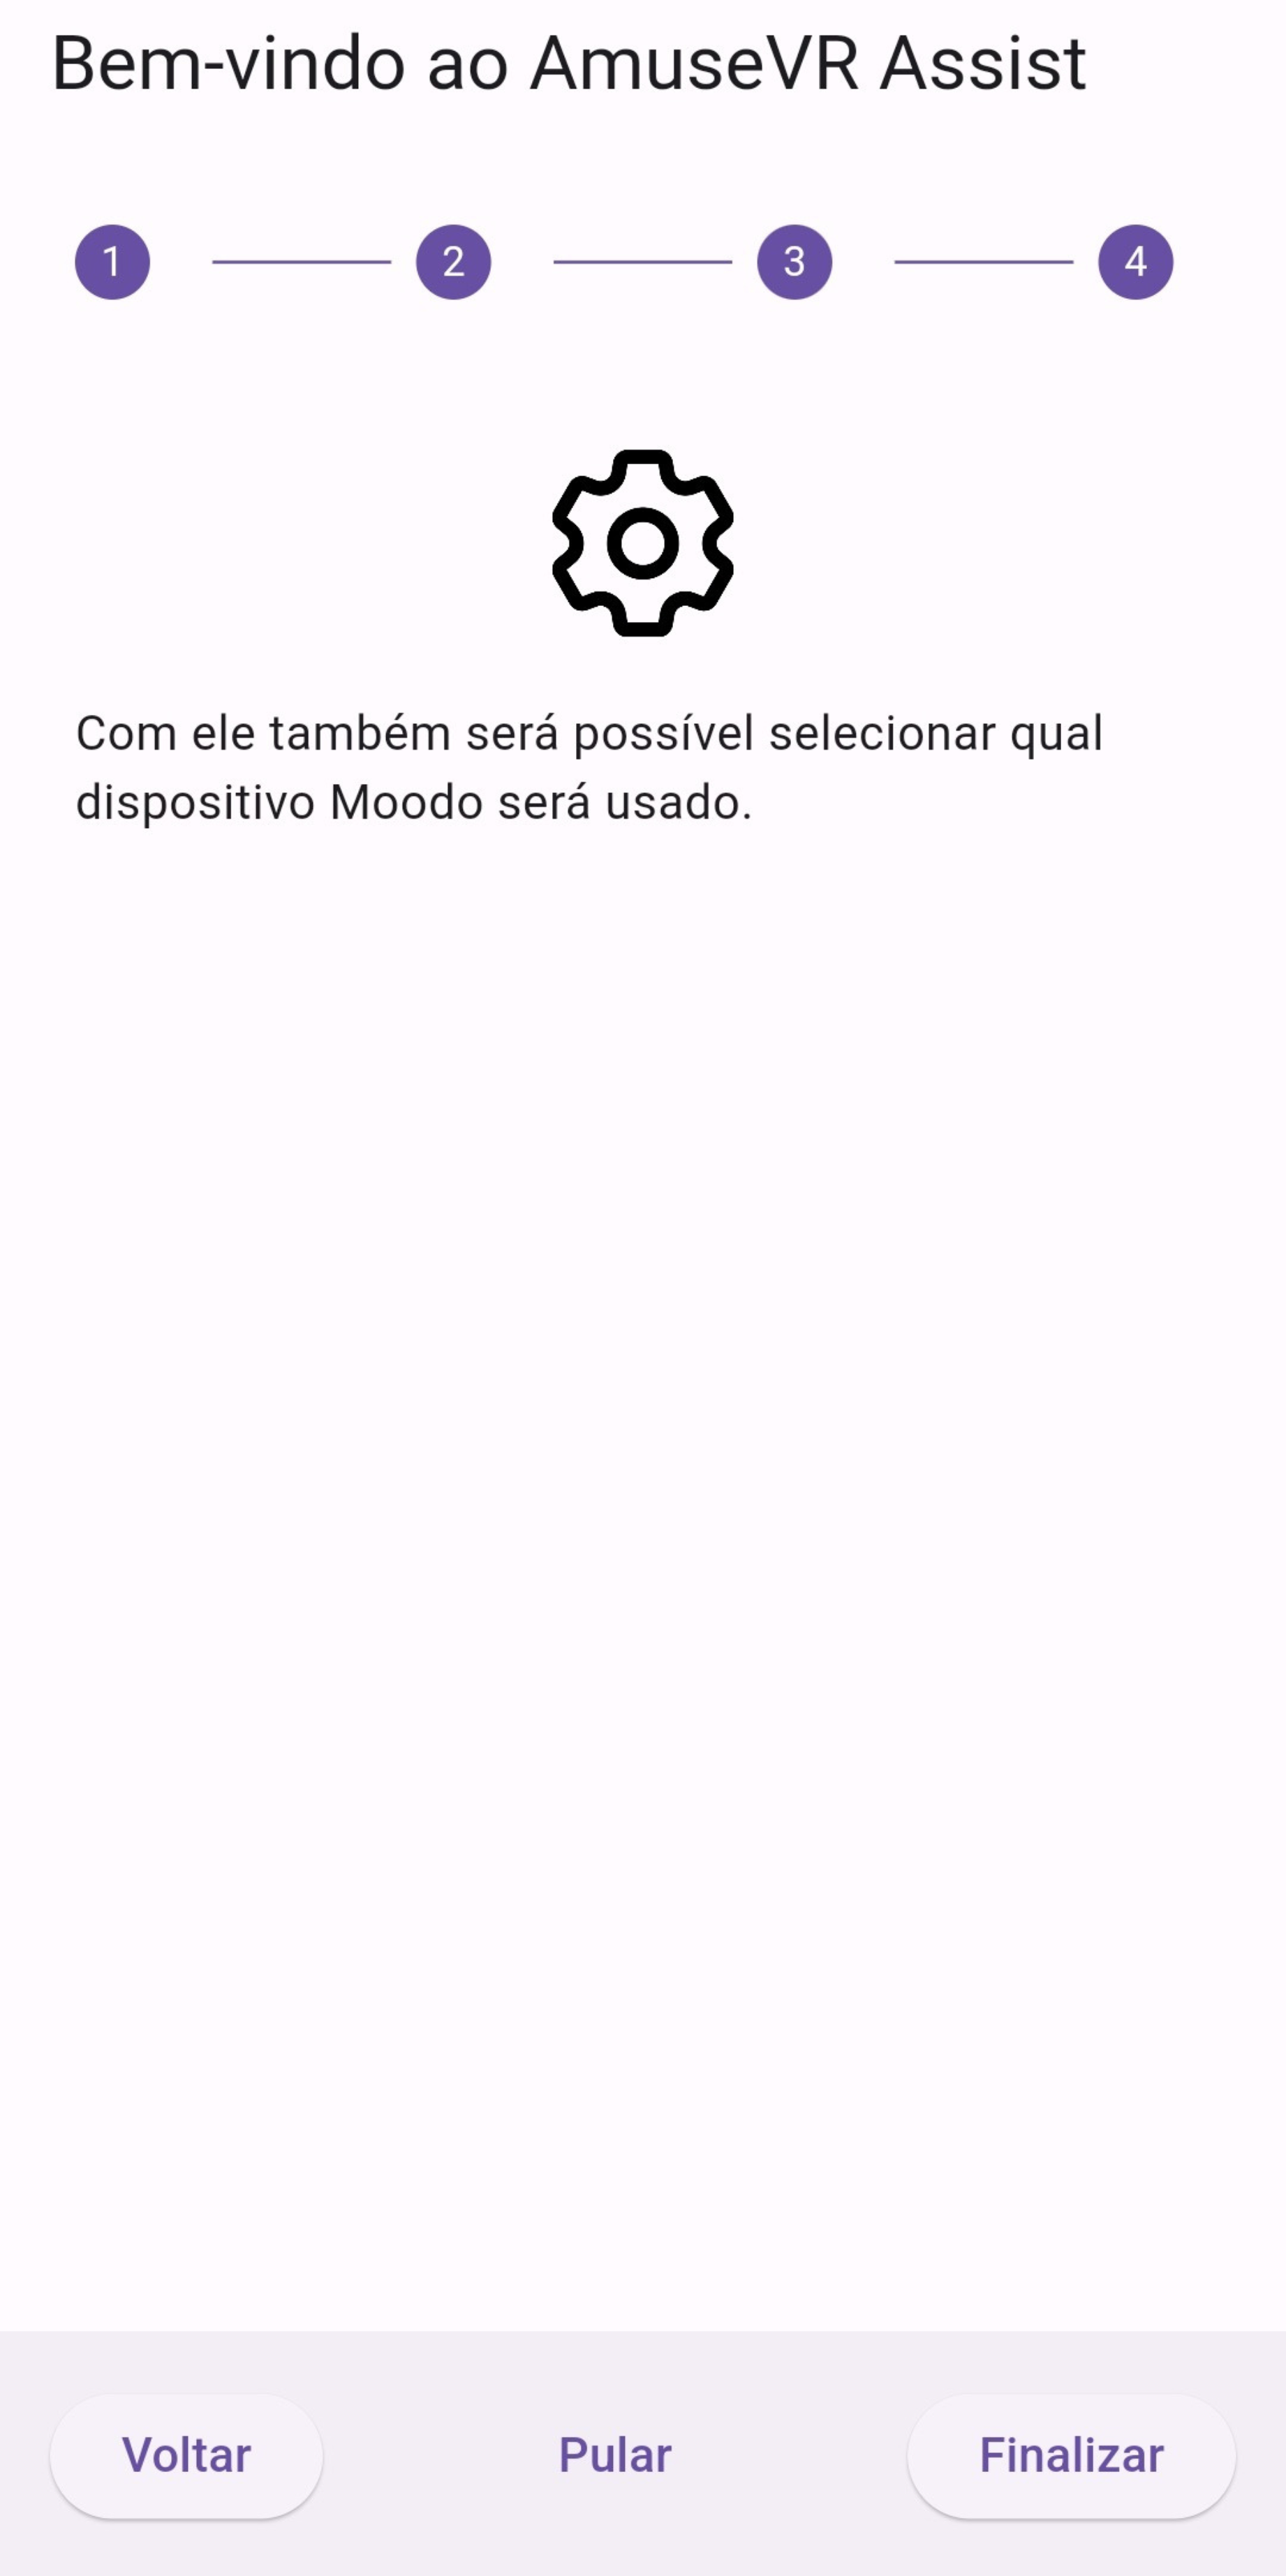 Bem-vindo ao AmuseVR Assist
1 2 3 4
Com ele também será possível selecionar qual
dispositivo Moodo será usado.
Voltar Pular Finalizar